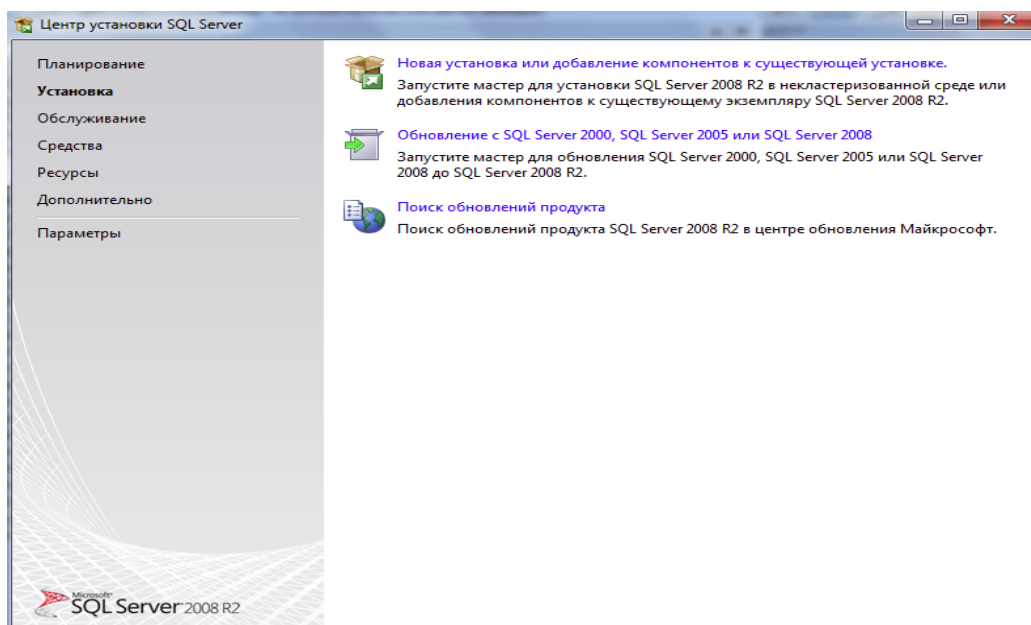 Центр установки SQL Server
Планирование
Установка
Обслуживание
Средства
Ресурсы
Дополнительно
Параметры
Новая установка или добавление компонентов к существующей установке.
Запустите мастер для установки SQL Server 2008 R2 в некластеризованной среде или
добавления компонентов к существующему экземпляру SQL Server 2008 R2.
Обновление с SQL Server 2000, SQL Server 2005 или SQL Server 2008
Запустите мастер для обновления SQL Server 2000, SQL Server 2005 или SQL Server
2008 до SQL Server 2008 R2.
Поиск обновлений продукта
Поиск обновлений продукта SQL Server 2008 R2 в центре обновления Майкрософт.
Microsoft
SQL Server 2008 R2